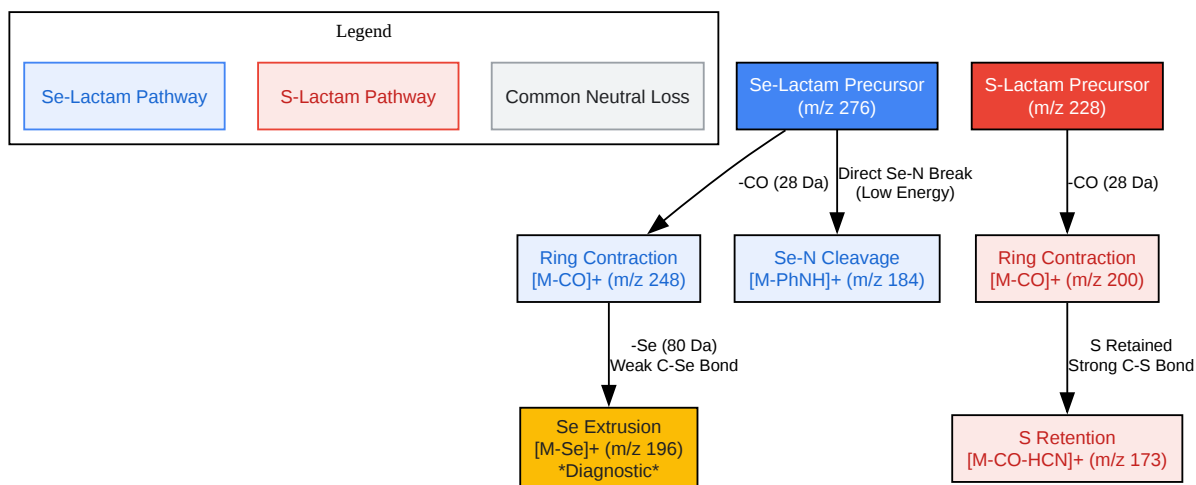 Legend
Se-Lactam Pathway
S-Lactam Pathway
Common Neutral Loss
Se-Lactam Precursor
(m/z 276)
S-Lactam Precursor
(m/z 228)
-CO (28 Da)
Direct Se-N Break
(Low Energy)
-CO (28 Da)
Ring Contraction
[M-CO]+ (m/z 248)
Se-N Cleavage
[M-PhNH]+ (m/z 184)
Ring Contraction
[M-CO]+ (m/z 200)
-Se (80 Da)
Weak C-Se Bond
S Retained
Strong C-S Bond
Se Extrusion
[M-Se]+ (m/z 196)
*Diagnostic*
S Retention
[M-CO-HCN]+ (m/z 173)